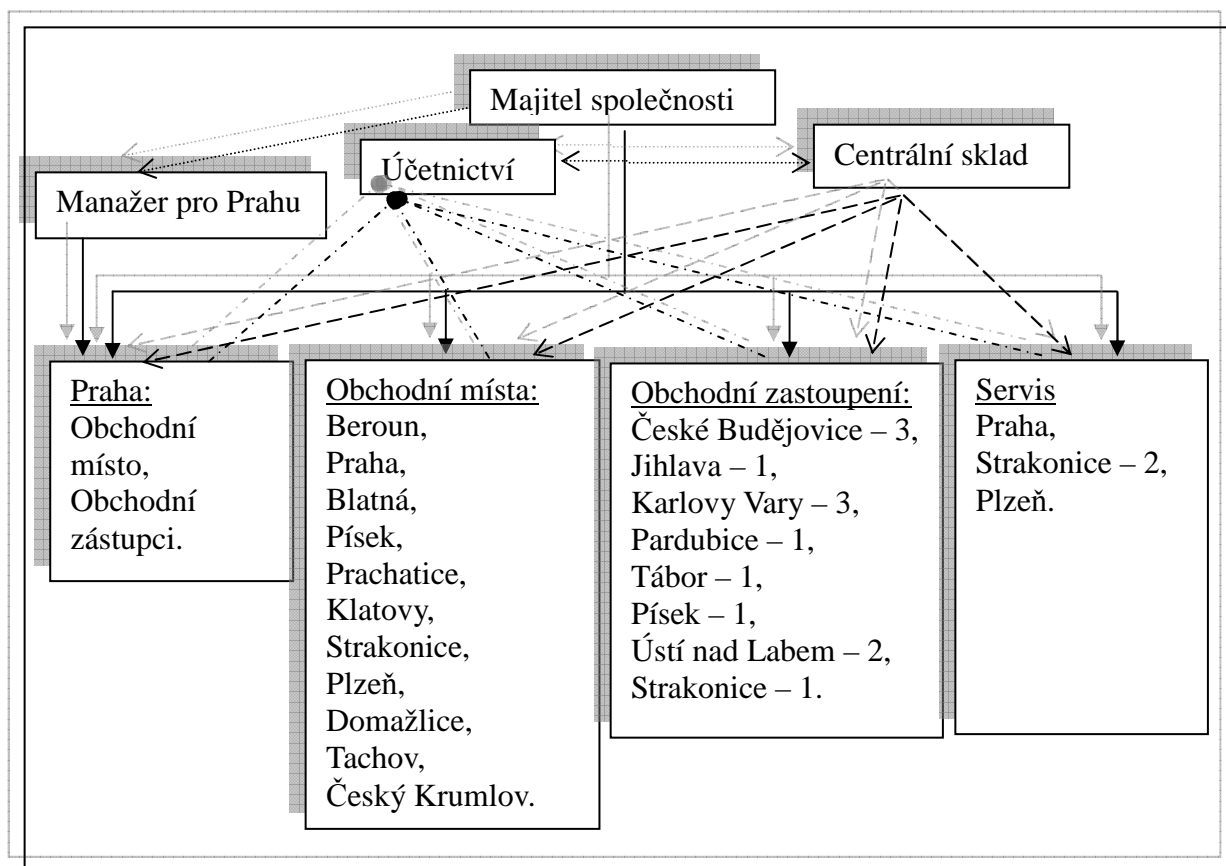 Majitel společnosti
Účetnictví
Centrální sklad
Manažer pro Prahu
Praha:
Obchodní
místo,
Obchodní
zástupci.
Obchodní místa:
Beroun,
Praha,
Blatná,
Písek,
Prachatice,
Klatovy,
Strakonice,
Plzeň,
Domažlice,
Tachov,
Český Krumlov.
Obchodní zastoupení:
České Budějovice – 3,
Jihlava – 1,
Karlovy Vary – 3,
Pardubice – 1,
Tábor – 1,
Písek – 1,
Ústí nad Labem – 2,
Strakonice – 1.
Servis
Praha,
Strakonice – 2,
Plzeň.